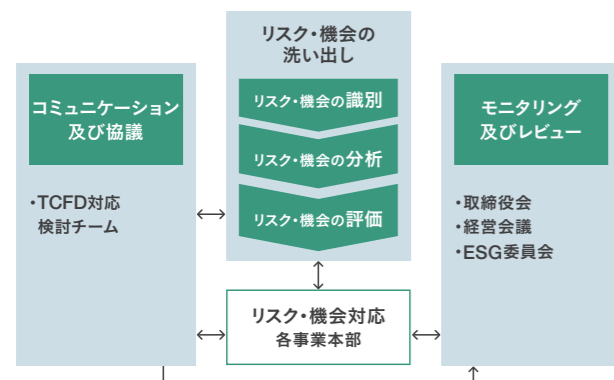 リスク・機会の
洗い出し
コミュニケーション
及び協議
・TCFD対応
検討チーム
リスク・機会の識別
リスク・機会の分析
リスク・機会の評価
モニタリング
及びレビュー
・取締役会
・経営会議
・ESG委員会
リスク・機会対応
各事業本部